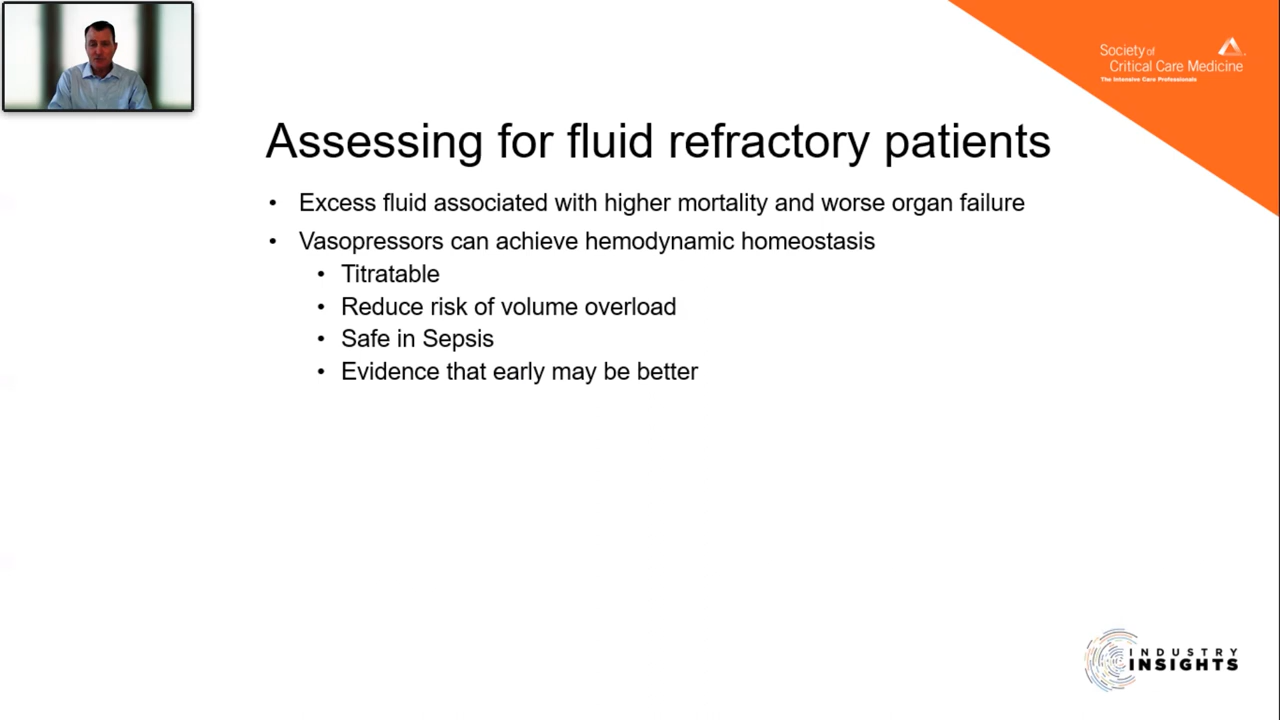 Society of
Critical Care Medicine
The Intensive Care Professionals
Assessing for fluid refractory patients
• Excess fluid associated with higher mortality and worse organ failure
• Vasopressors can achieve hemodynamic homeostasis
• Titratable
• Reduce risk of volume overload
• Safe in Sepsis
• Evidence that early may be better
INDUSTRY
INSIGHTS